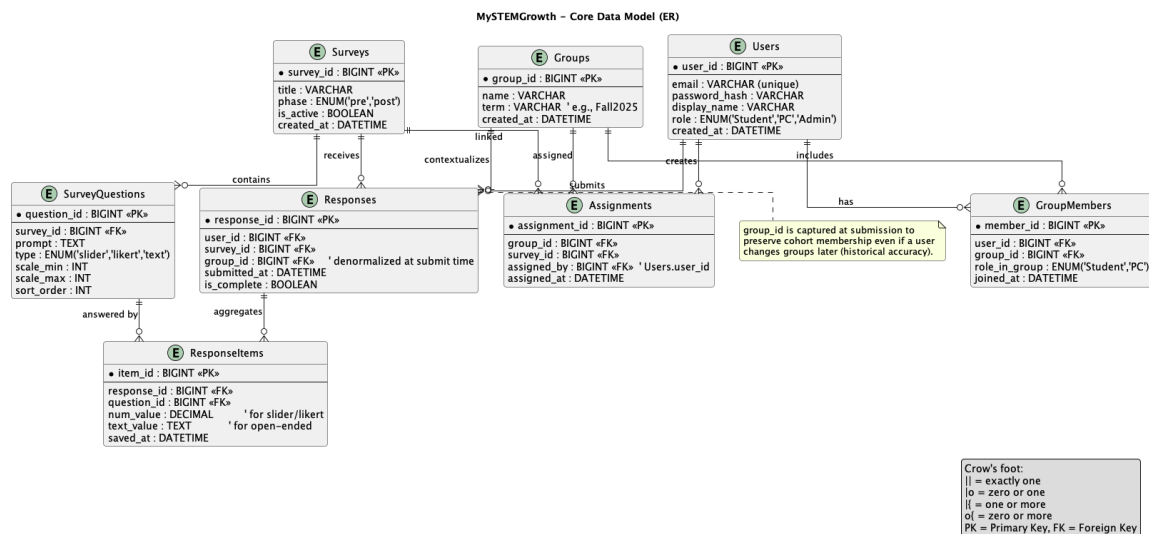 MySTEMGrowth – Core Data Model (ER)
E Surveys
• survey_id : BIGINT «PK»
title : VARCHAR
phase : ENUM('pre','post')
is_active : BOOLEAN
created_at : DATETIME
E Groups
• group_id : BIGINT «PK»
name : VARCHAR
term : VARCHAR ' e.g., Fall2025
created_at : DATETIME
E Users
• user_id : BIGINT «PK»
email : VARCHAR (unique)
password_hash : VARCHAR
display_name : VARCHAR
role : ENUM('Student','PC','Admin')
created_at : DATETIME
linked
receives
contextualizes
assigned
creates
includes
contains
submits
has
E SurveyQuestions
• question_id : BIGINT «PK»
survey_id : BIGINT «FK»
prompt : TEXT
type : ENUM('slider','likert','text')
scale_min : INT
scale_max : INT
sort_order : INT
E Responses
• response_id : BIGINT «PK»
user_id : BIGINT «FK»
survey_id : BIGINT «FK»
group_id : BIGINT «FK» ' denormalized at submit time
submitted_at : DATETIME
is_complete : BOOLEAN
E Assignments
• assignment_id : BIGINT «PK»
group_id : BIGINT «FK»
survey_id : BIGINT «FK»
assigned_by : BIGINT «FK» ' Users.user_id
assigned_at : DATETIME
group_id is captured at submission to
preserve cohort membership even if a user
changes groups later (historical accuracy).
E GroupMembers
• member_id : BIGINT «PK»
user_id : BIGINT «FK»
group_id : BIGINT «FK»
role_in_group : ENUM('Student','PC')
joined_at : DATETIME
answered by
aggregates
E ResponseItems
• item_id : BIGINT «PK»
response_id : BIGINT «FK»
question_id : BIGINT «FK»
num_value : DECIMAL ' for slider/likert
text_value : TEXT ' for open-ended
saved_at : DATETIME
Crow's foot:
|| = exactly one
|o = zero or one
|{ = one or more
o{ = zero or more
PK = Primary Key, FK = Foreign Key